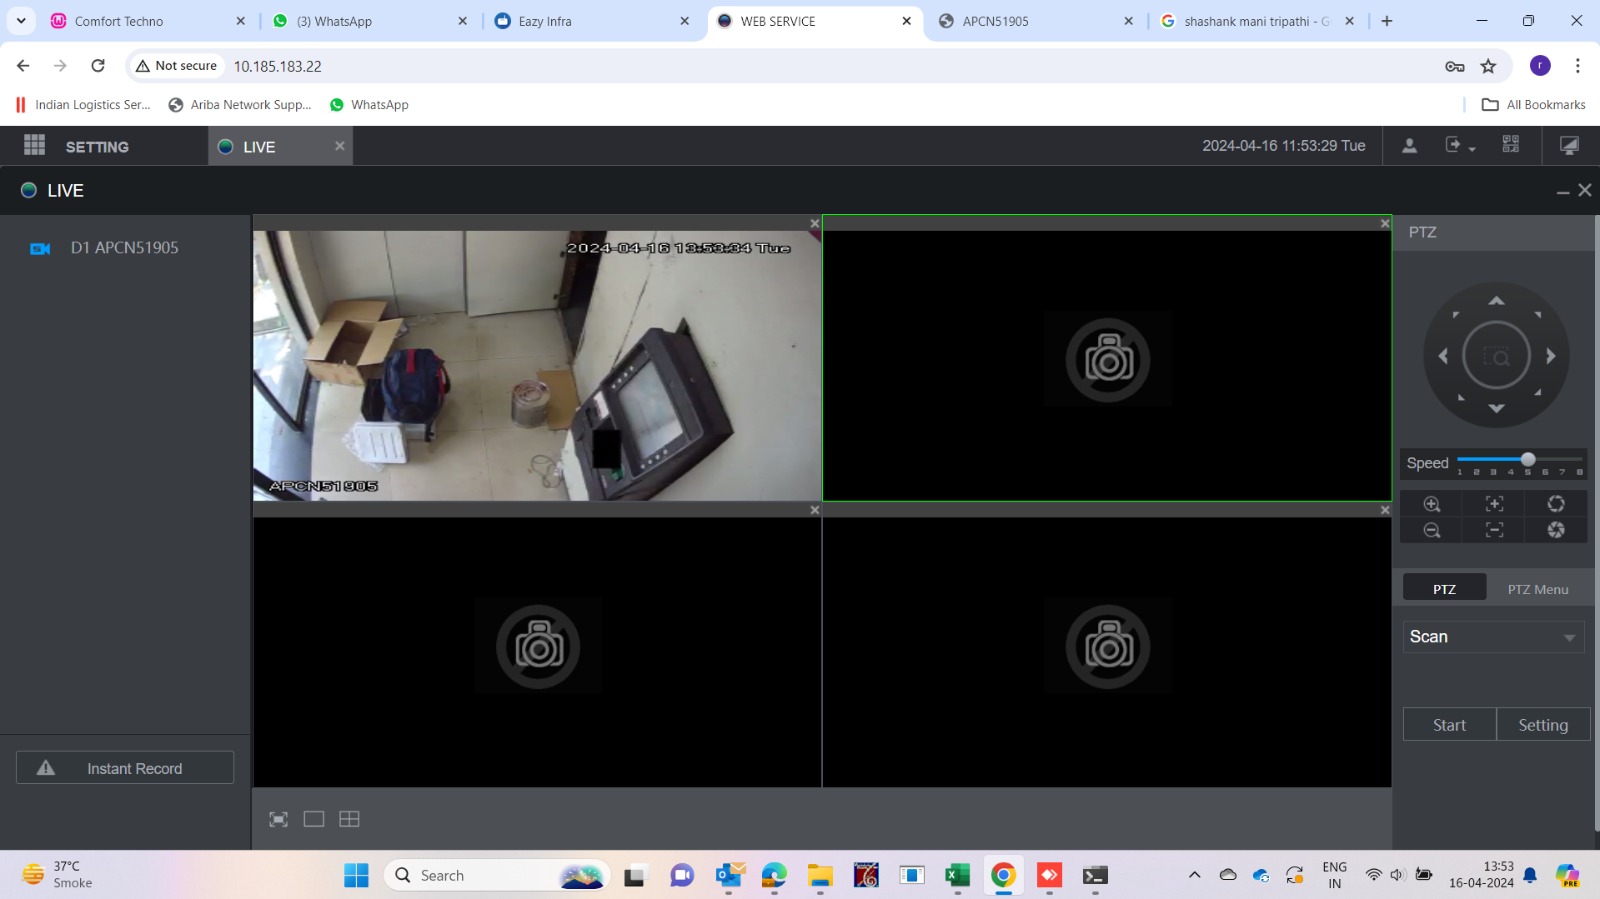 Comfort Techno
(3) WhatsApp
Eazy Infra
WEB SERVICE
APCN51905
shashank mani tripathi - G
Not secure
10.185.183.22
r
Indian Logistics Ser...
Ariba Network Supp...
WhatsApp
All Bookmarks
SETTING
LIVE
2024-04-16 11:53:29 Tue
LIVE
D1 APCN51905
2024-04-16 13:53:34 Tue
APCN51905
PTZ
Speed
1 2 3 4 5 6 7 8
PTZ
PTZ Menu
Scan
Start
Setting
Instant Record
37°C
Smoke
Search
ENG
IN
13:53
16-04-2024
PRE